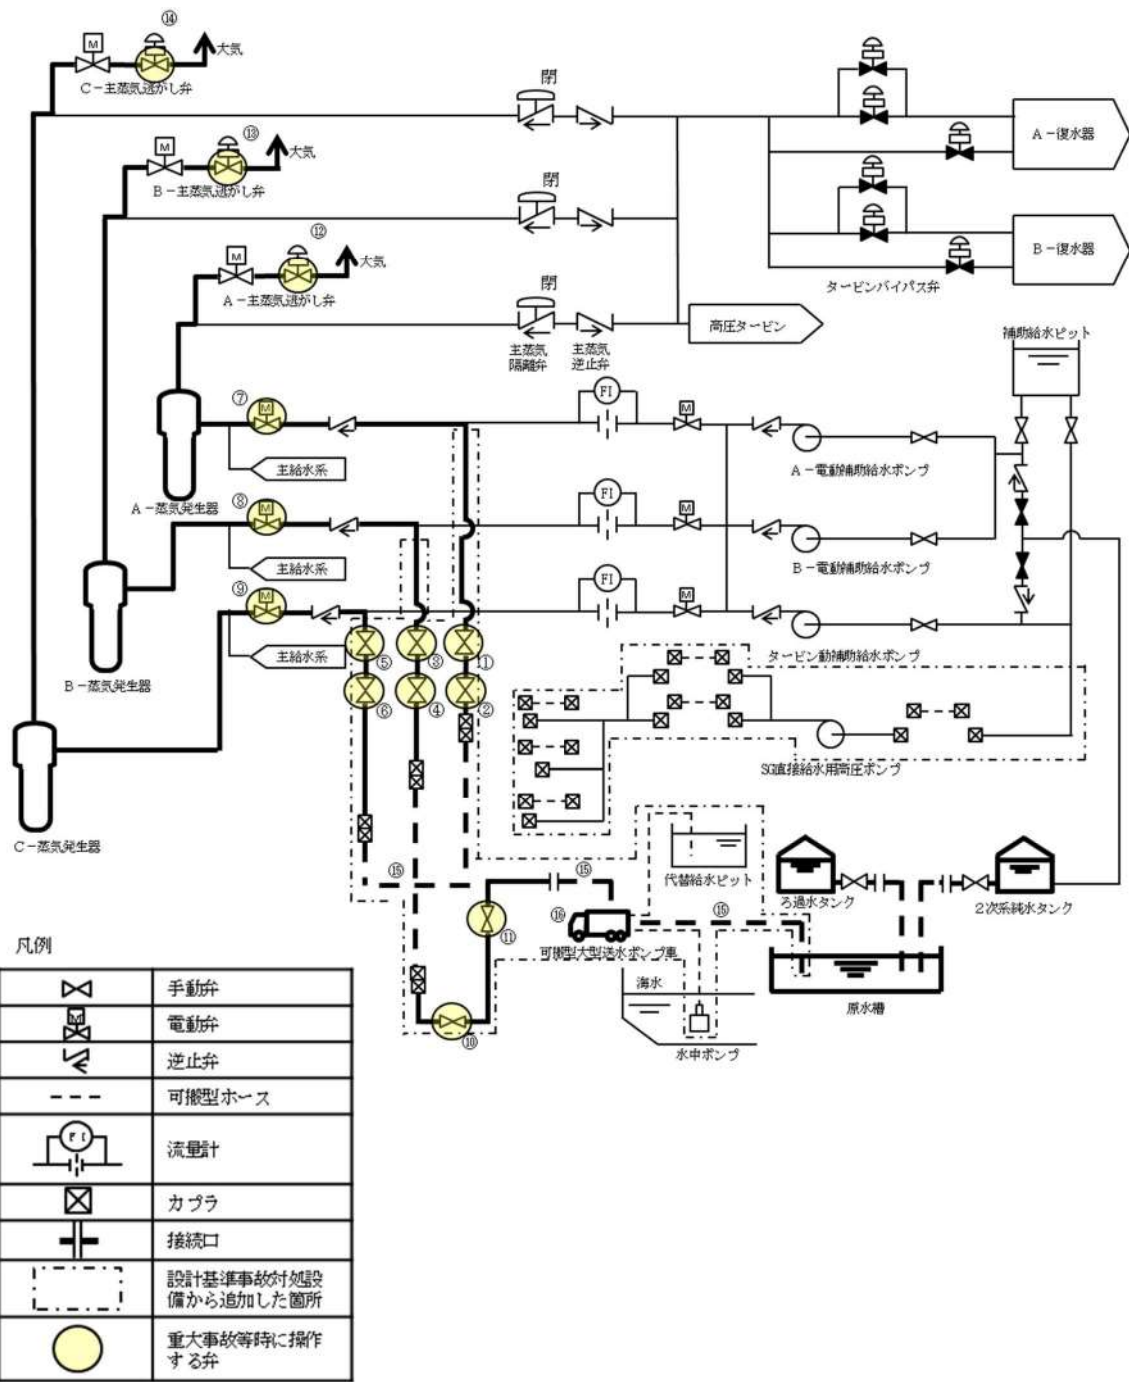 ⑭
M
大気
C－主蒸気逃がし弁
閉
A－復水器
⑬
M
大気
B－主蒸気逃がし弁
閉
⑫
M
大気
A－主蒸気逃がし弁
閉
B－復水器
タービンバイパス弁
高圧タービン
主蒸気
隔離弁
主蒸気
逆止弁
補助給水ピット
⑦
M
FI
M
主給水系
A－電動補助給水ポンプ
A－蒸気発生器
⑧
M
FI
M
主給水系
B－電動補助給水ポンプ
⑨
M
FI
M
主給水系
タービン動補助給水ポンプ
B－蒸気発生器
⑤
③
①
⑥
④
②
SG直接給水用高圧ポンプ
C－蒸気発生器
⑮
⑮
代替給水ピット
ろ過水タンク
2次系純水タンク
⑪
⑯
⑮
可搬型大型送水ポンプ車
海水
原水槽
⑩
水中ポンプ
凡例
手動弁
M
電動弁
逆止弁
可搬型ホース
FI
流量計
カプラ
接続口
設計基準事故対処設
備から追加した箇所
重大事故等時に操作
する弁